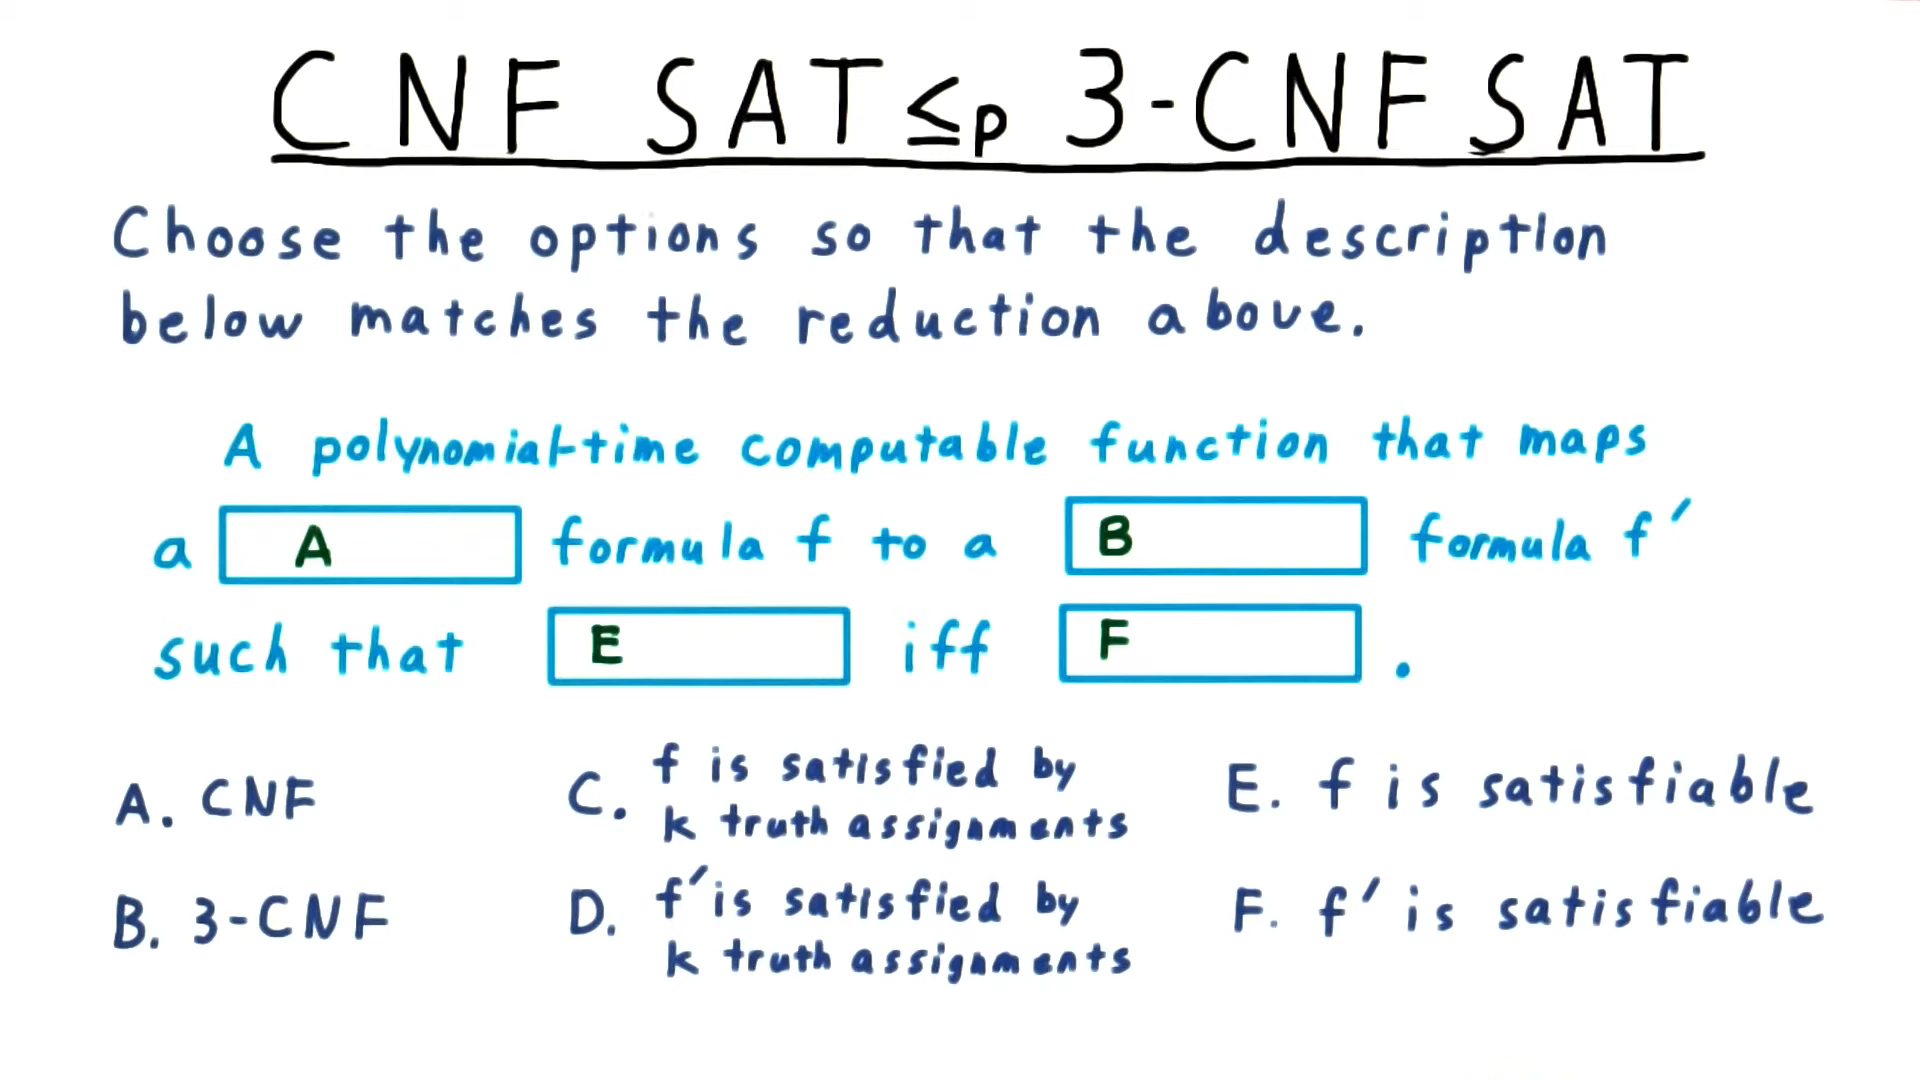 CNF SAT ≤p 3-CNF SAT
Choose the options so that the description
below matches the reduction above.
A polynomial-time computable function that maps
a A formula f to a B formula f'
such that E iff F .
A. CNF
B. 3-CNF
C. f is satisfied by
k truth assignments
D. f' is satisfied by
k truth assignments
E. f is satisfiable
F. f' is satisfiable